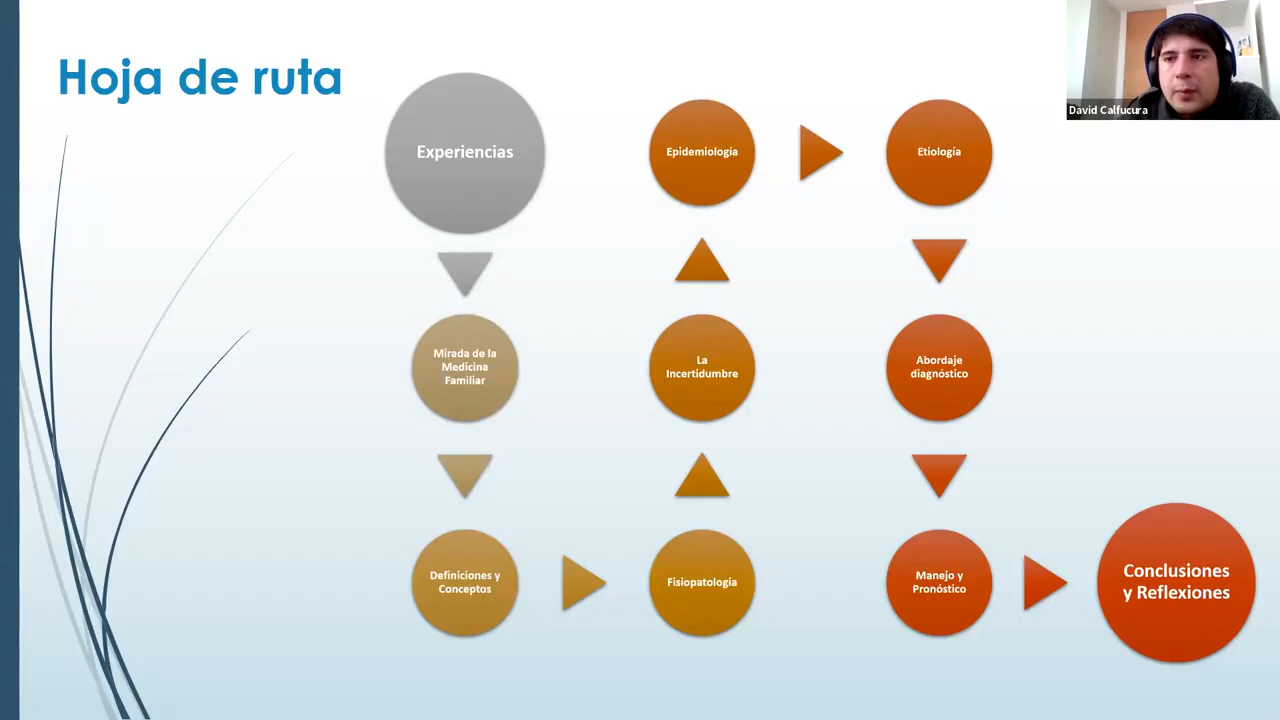 Hoja de ruta
Experiencias
Mirada de la
Medicina
Familiar
Definiciones y
Conceptos
Fisiopatología
La
Incertidumbre
Epidemiología
Etiología
Abordaje
diagnóstico
Manejo y
Pronóstico
Conclusiones
y Reflexiones
David Calfucura